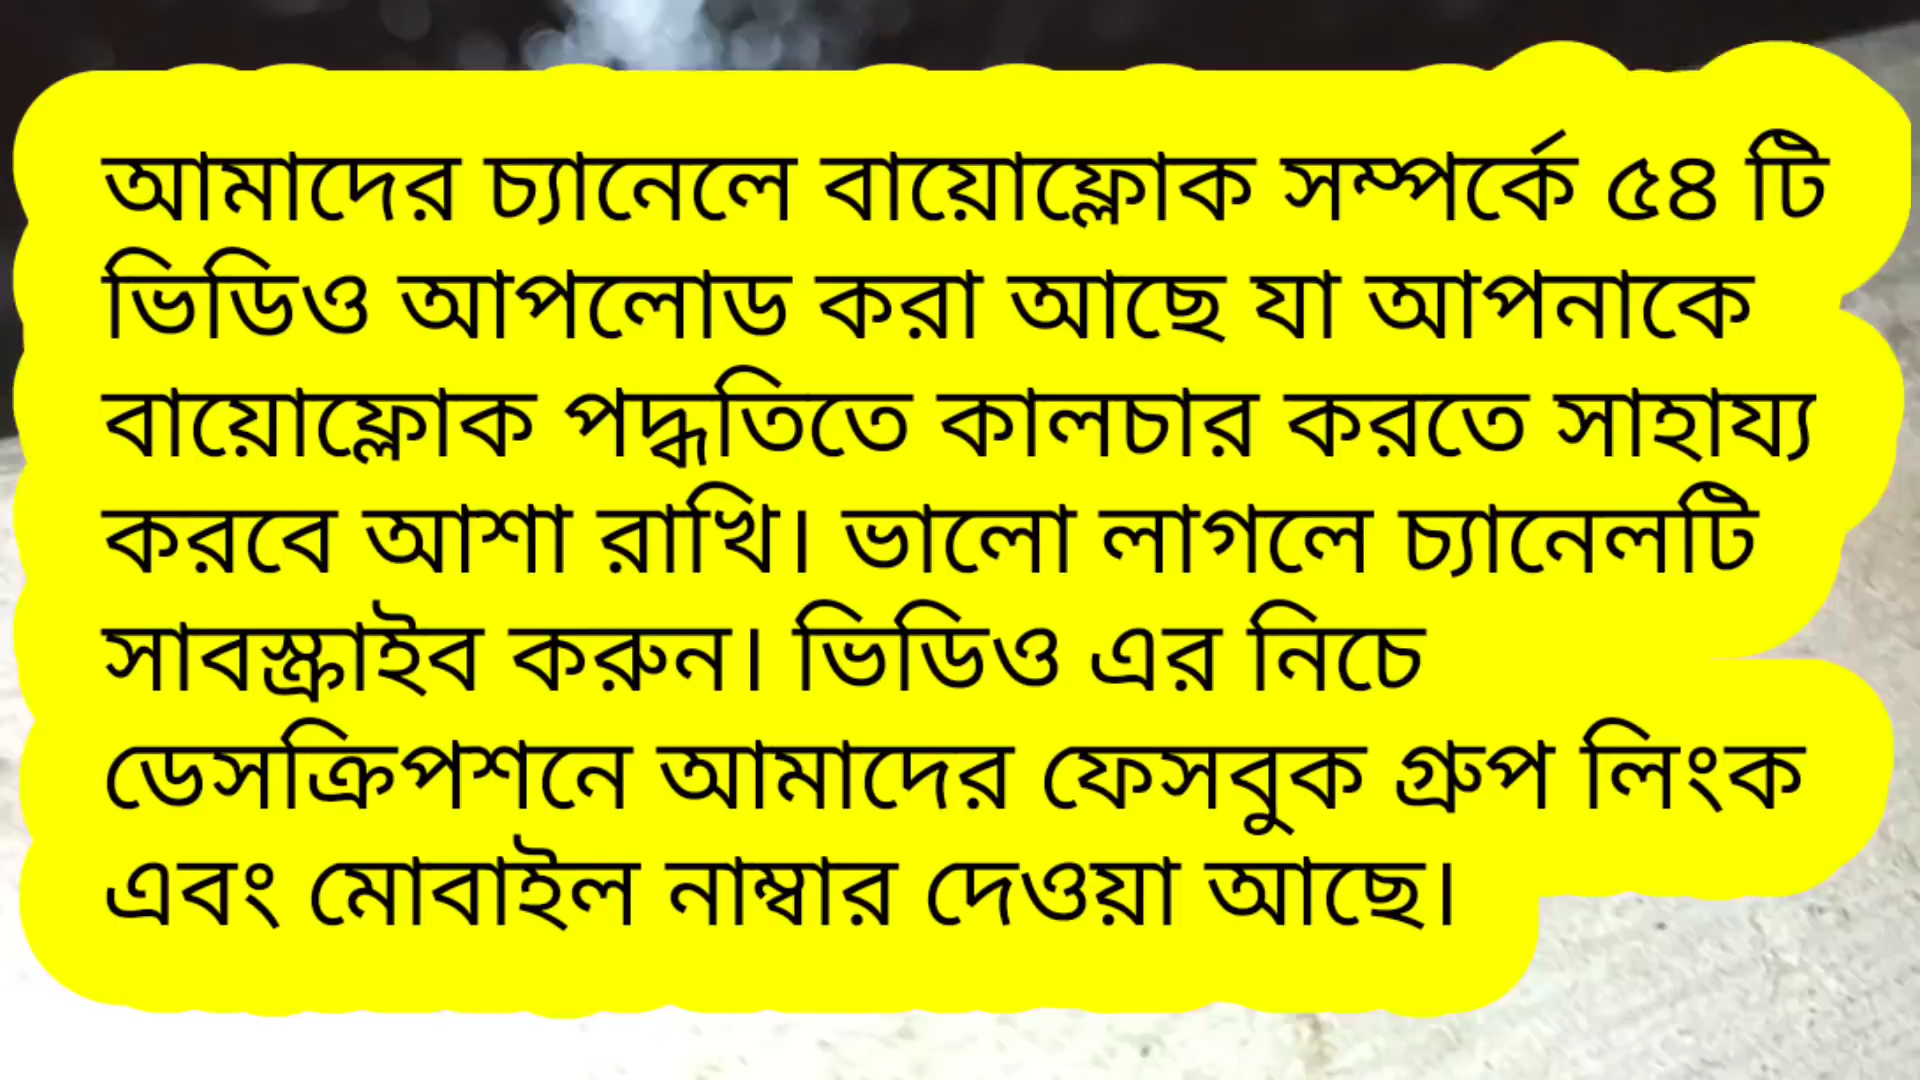 আমাদের চ্যানেলে বায়োফ্লোক সম্পর্কে ৫৪ টি
ভিডিও আপলোড করা আছে যা আপনাকে
বায়োফ্লোক পদ্ধতিতে কালচার করতে সাহায্য
করবে আশা রাখি। ভালো লাগলে চ্যানেলটি
সাবস্ক্রাইব করুন। ভিডিও এর নিচে
ডেসক্রিপশনে আমাদের ফেসবুক গ্রুপ লিংক
এবং মোবাইল নাম্বার দেওয়া আছে।